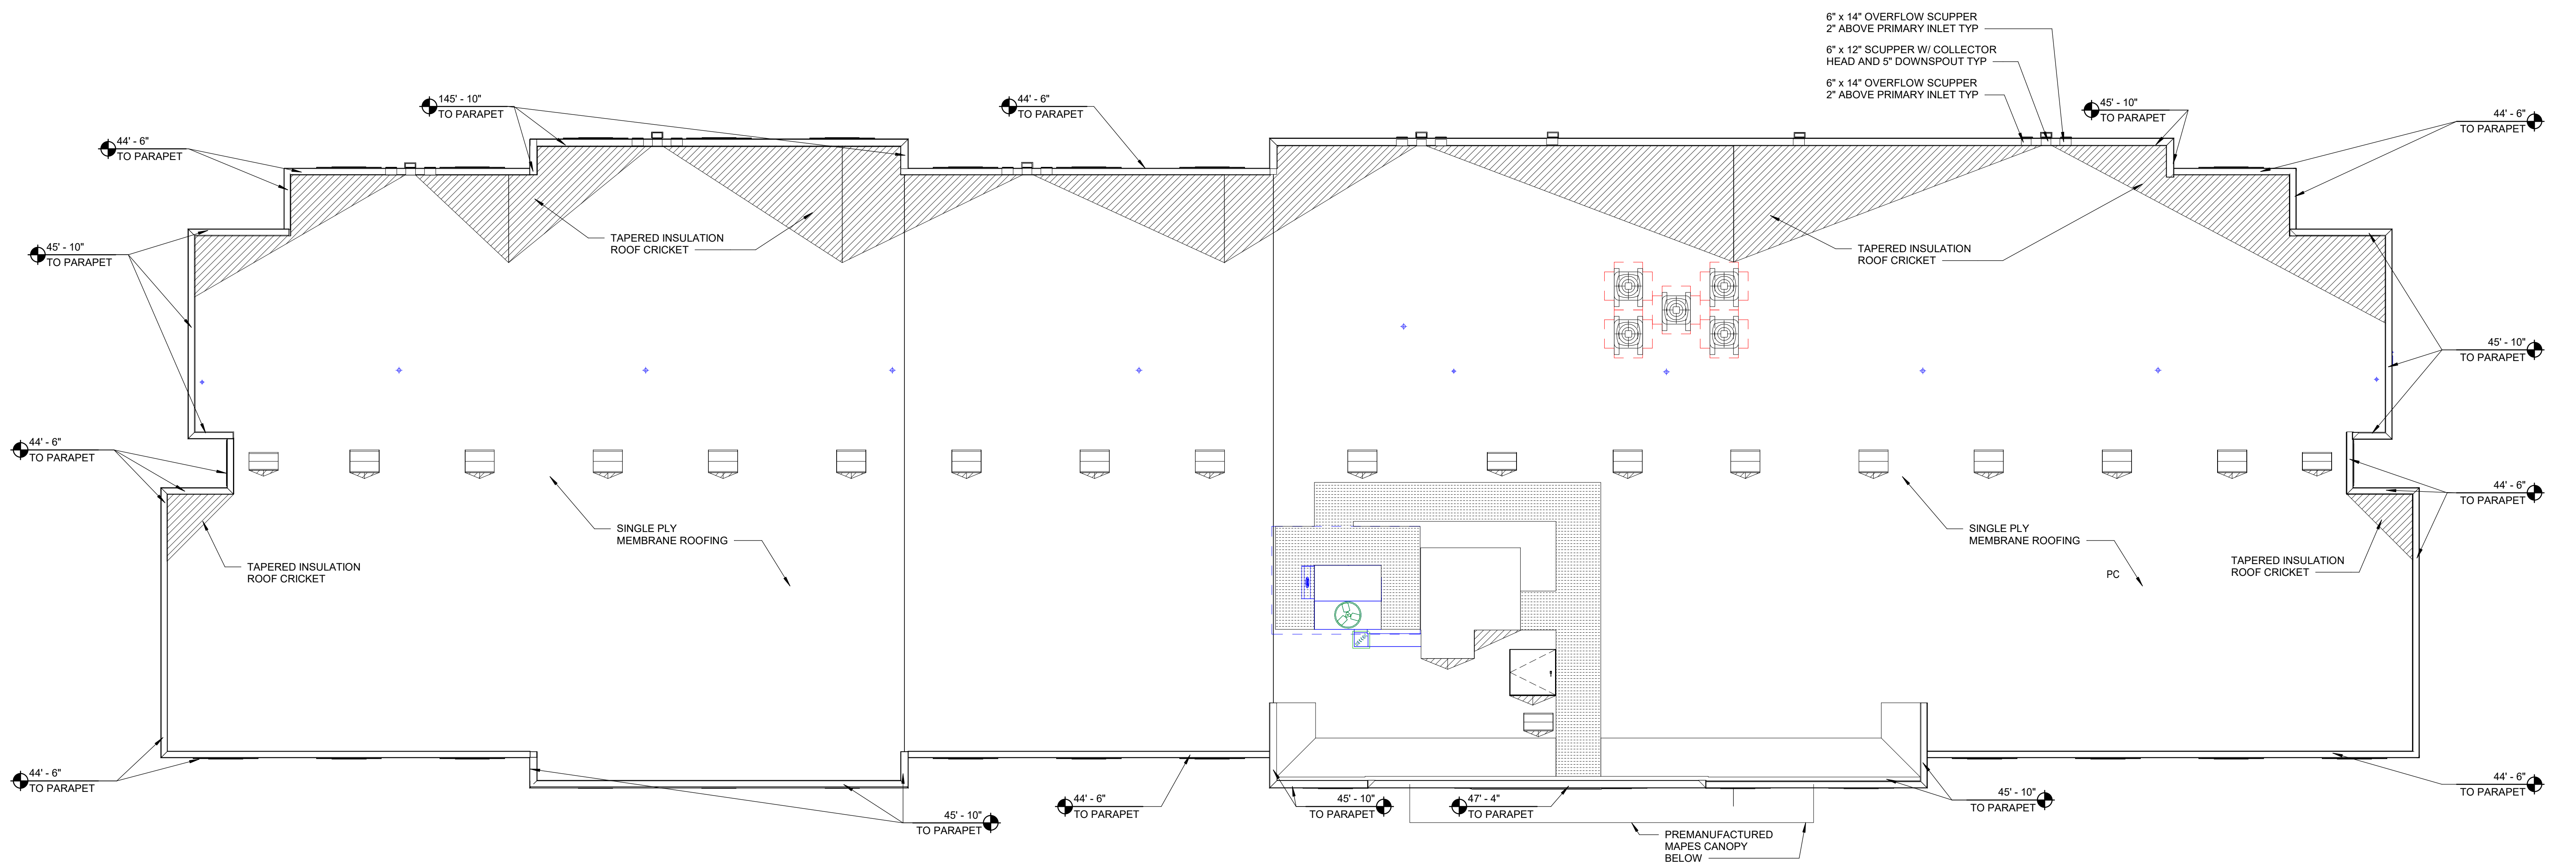 6" x 14" OVERFLOW SCUPPER
2" ABOVE PRIMARY INLET TYP
6" x 12" SCUPPER W/ COLLECTOR
HEAD AND 5" DOWNSPOUT TYP
6" x 14" OVERFLOW SCUPPER
2" ABOVE PRIMARY INLET TYP
145' - 10"
TO PARAPET
44' - 6"
TO PARAPET
45' - 10"
TO PARAPET
44' - 6"
TO PARAPET
44' - 6"
TO PARAPET
45' - 10"
TO PARAPET
TAPERED INSULATION
ROOF CRICKET
TAPERED INSULATION
ROOF CRICKET
45' - 10"
TO PARAPET
44' - 6"
TO PARAPET
44' - 6"
TO PARAPET
SINGLE PLY
MEMBRANE ROOFING
SINGLE PLY
MEMBRANE ROOFING
TAPERED INSULATION
ROOF CRICKET
TAPERED INSULATION
ROOF CRICKET
PC
44' - 6"
TO PARAPET
44' - 6"
TO PARAPET
44' - 6"
TO PARAPET
45' - 10"
TO PARAPET
47' - 4"
TO PARAPET
45' - 10"
TO PARAPET
45' - 10"
TO PARAPET
PREMANUFACTURED
MAPES CANOPY
BELOW